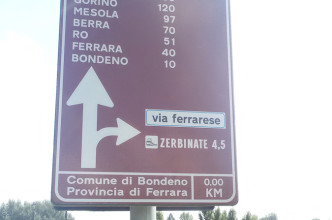 GORINO
MESOLA 120
BERRA 97
RO 70
FERRARA 51
BONDENO 40
10
via ferrarese
ZERBINATE 4,5
Comune di Bondeno
Provincia di Ferrara
0,00
KM